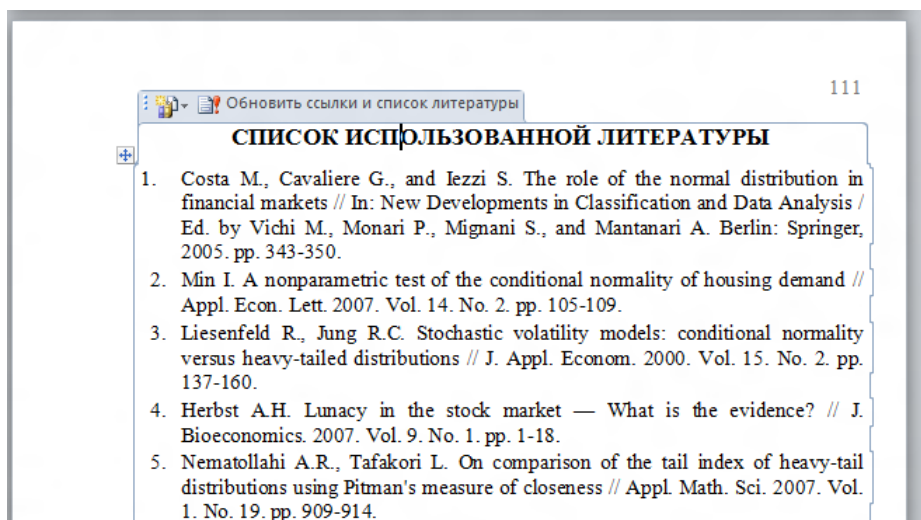 111
Обновить ссылки и список литературы
СПИСОК ИСПОЛЬЗОВАННОЙ ЛИТЕРАТУРЫ
1. Costa M., Cavaliere G., and Iezzi S. The role of the normal distribution in
financial markets // In: New Developments in Classification and Data Analysis /
Ed. by Vichi M., Monari P., Mignani S., and Mantanari A. Berlin: Springer,
2005. pp. 343-350.
2. Min I. A nonparametric test of the conditional normality of housing demand //
Appl. Econ. Lett. 2007. Vol. 14. No. 2. pp. 105-109.
3. Liesenfeld R., Jung R.C. Stochastic volatility models: conditional normality
versus heavy-tailed distributions // J. Appl. Econom. 2000. Vol. 15. No. 2. pp.
137-160.
4. Herbst A.H. Lunacy in the stock market — What is the evidence? // J.
Bioeconomics. 2007. Vol. 9. No. 1. pp. 1-18.
5. Nematollahi A.R., Tafakori L. On comparison of the tail index of heavy-tail
distributions using Pitman's measure of closeness // Appl. Math. Sci. 2007. Vol.
1. No. 19. pp. 909-914.